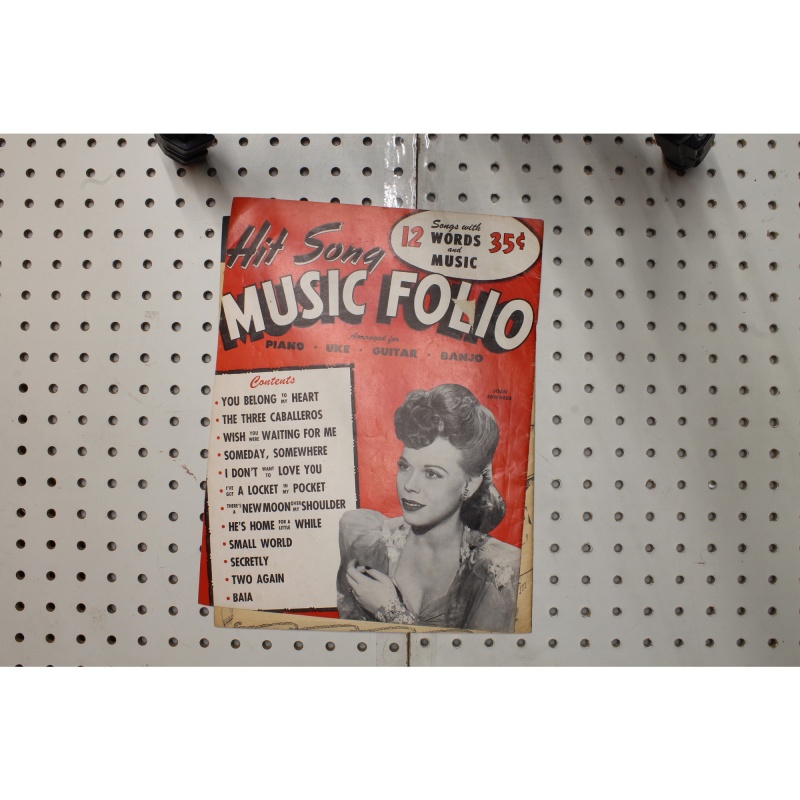 Hit Song
MUSIC FOLIO
12 Songs with WORDS and MUSIC 35¢
Arranged for
PIANO · UKE · GUITAR · BANJO
Contents
• YOU BELONG TO MY HEART
• THE THREE CABALLEROS
• WISH YOU WERE WAITING FOR ME
• SOMEDAY, SOMEWHERE
• I DON'T WANT TO LOVE YOU
• I'VE GOT A LOCKET IN MY POCKET
• THERE'S A NEW MOON OVER MY SHOULDER
• HE'S HOME FOR A LITTLE WHILE
• SMALL WORLD
• SECRETLY
• TWO AGAIN
• BAIA